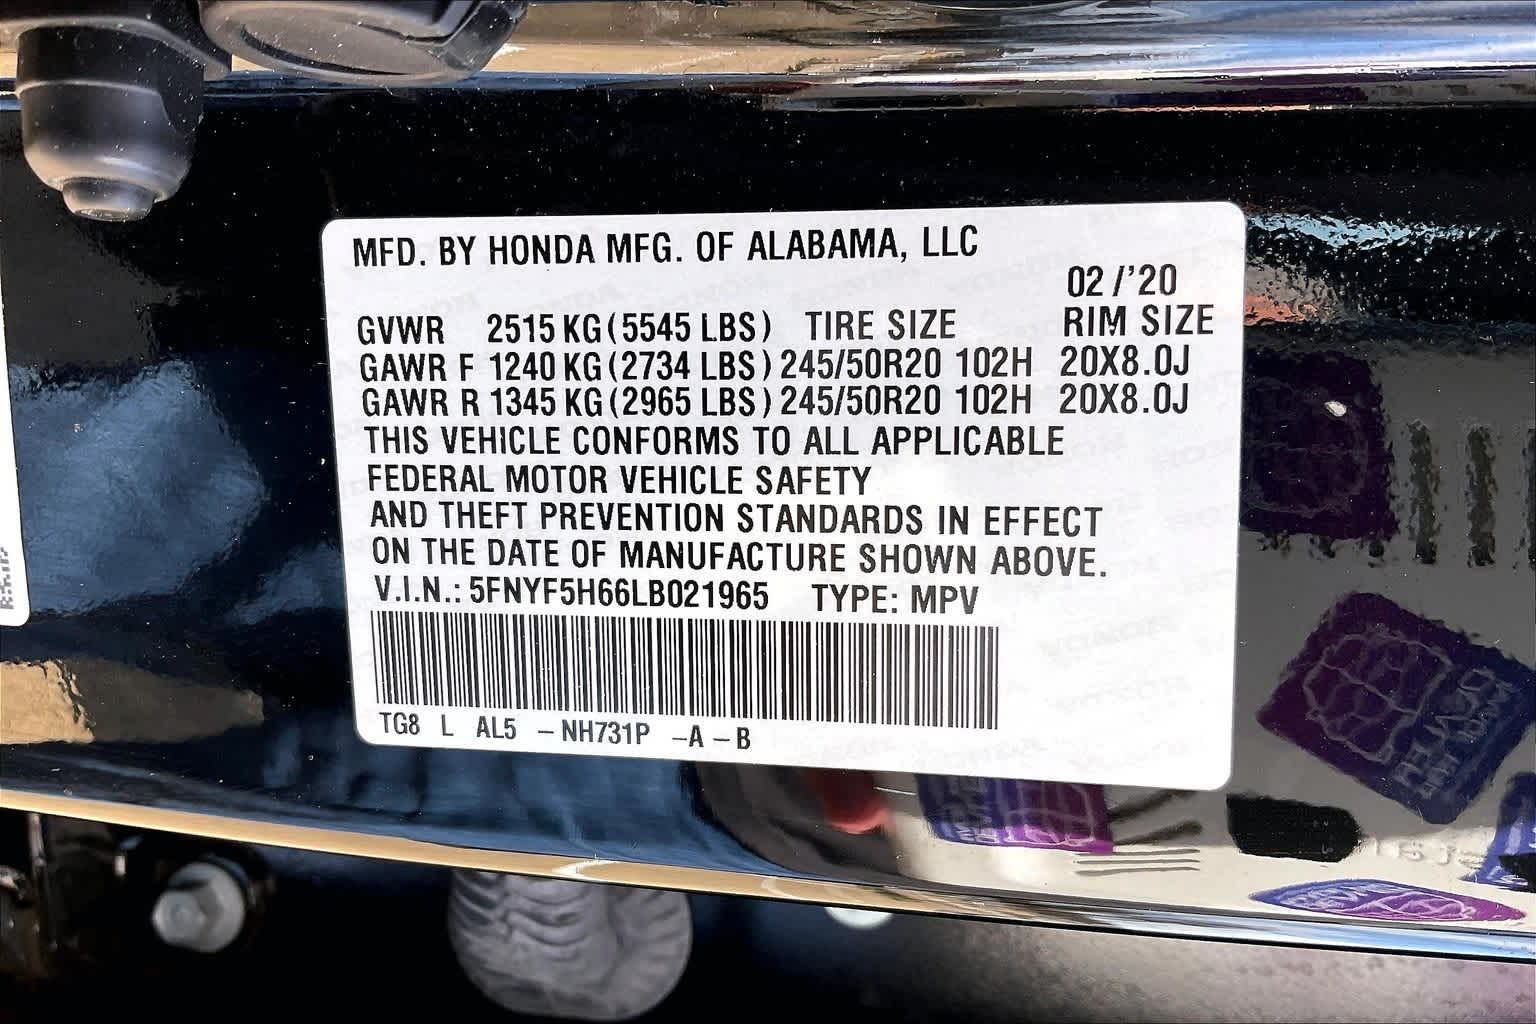 MFD. BY HONDA MFG. OF ALABAMA, LLC
02 /'20
GVWR 2515 KG (5545 LBS) TIRE SIZE RIM SIZE
GAWR F 1240 KG (2734 LBS) 245/50R20 102H 20X8.0J
GAWR R 1345 KG (2965 LBS) 245/50R20 102H 20X8.0J
THIS VEHICLE CONFORMS TO ALL APPLICABLE
FEDERAL MOTOR VEHICLE SAFETY
AND THEFT PREVENTION STANDARDS IN EFFECT
ON THE DATE OF MANUFACTURE SHOWN ABOVE.
V.I.N.: 5FNYF5H66LB021965 TYPE: MPV
TG8 L AL5 - NH731P - A - B